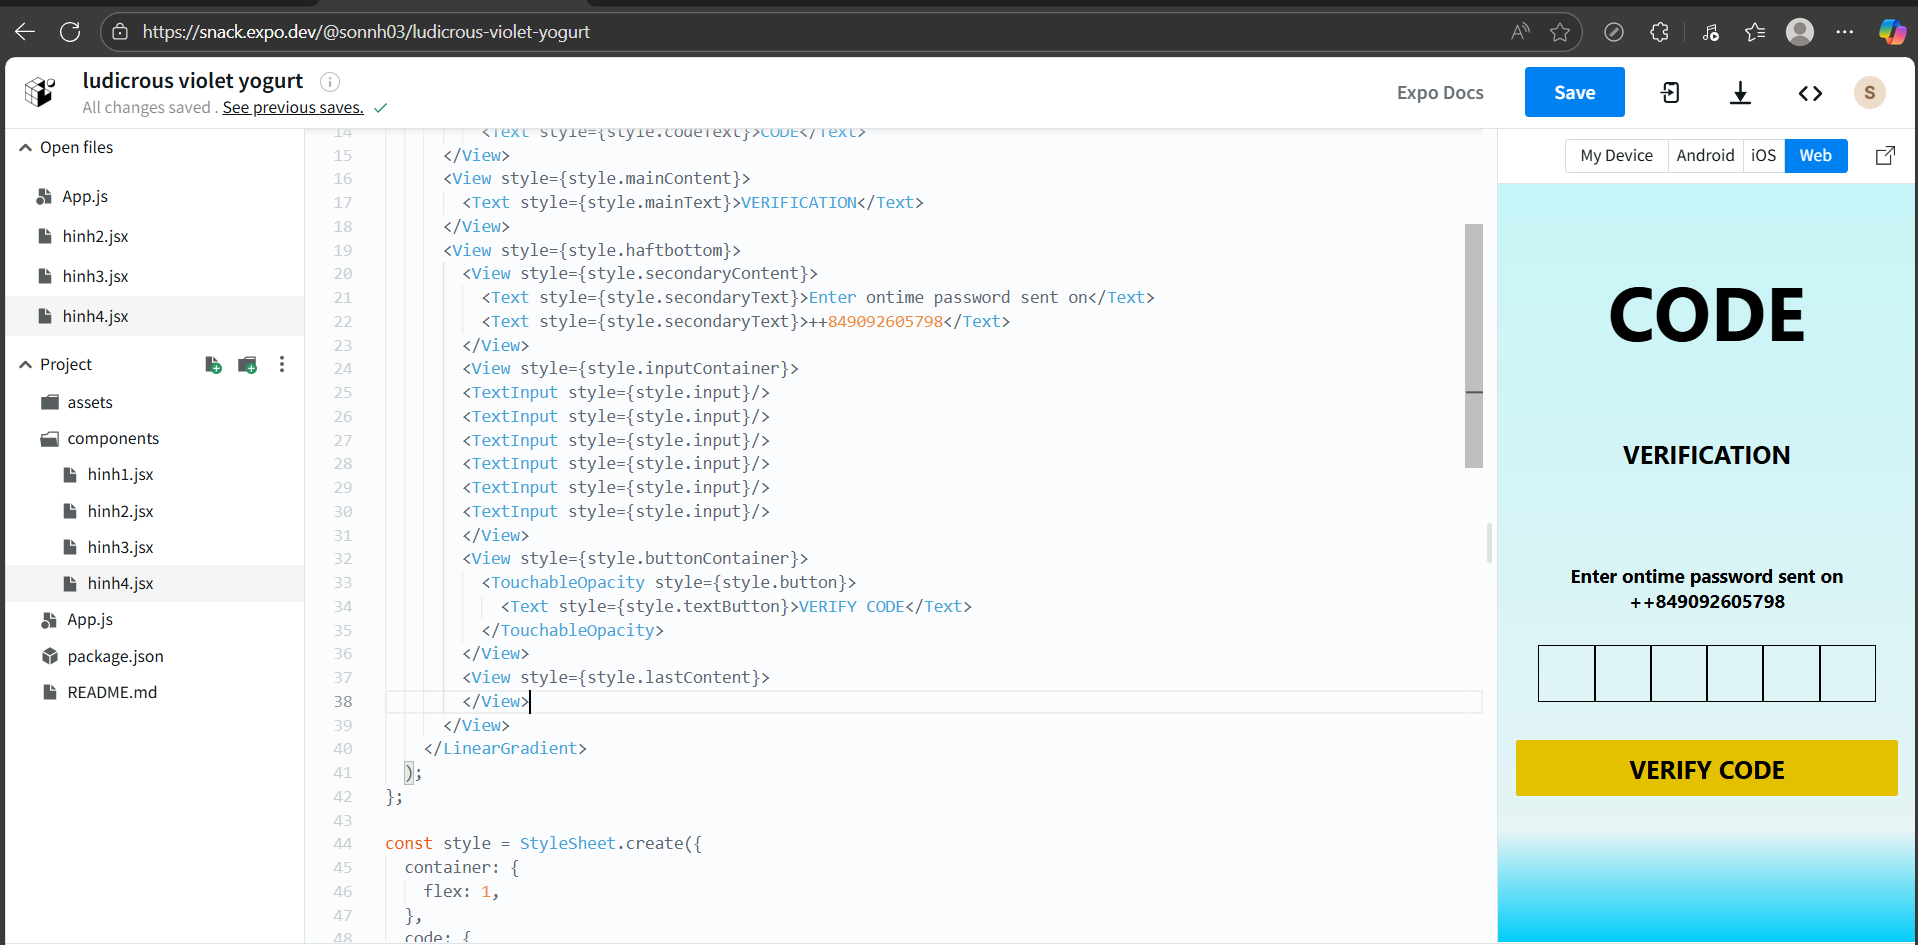 https://snack.expo.dev/@sonnh03/ludicrous-violet-yogurt
ludicrous violet yogurt
All changes saved . See previous saves.
Expo Docs
Save
S
Open files
App.js
hinh2.jsx
hinh3.jsx
hinh4.jsx
Project
assets
components
hinh1.jsx
hinh2.jsx
hinh3.jsx
hinh4.jsx
App.js
package.json
README.md
14 <Text style={style.codeText}>CODE</Text>
15 </View>
16 <View style={style.mainContent}>
17 <Text style={style.mainText}>VERIFICATION</Text>
18 </View>
19 <View style={style.haftbottom}>
20 <View style={style.secondaryContent}>
21 <Text style={style.secondaryText}>Enter ontime password sent on</Text>
22 <Text style={style.secondaryText}>++849092605798</Text>
23 </View>
24 <View style={style.inputContainer}>
25 <TextInput style={style.input}/>
26 <TextInput style={style.input}/>
27 <TextInput style={style.input}/>
28 <TextInput style={style.input}/>
29 <TextInput style={style.input}/>
30 <TextInput style={style.input}/>
31 </View>
32 <View style={style.buttonContainer}>
33 <TouchableOpacity style={style.button}>
34 <Text style={style.textButton}>VERIFY CODE</Text>
35 </TouchableOpacity>
36 </View>
37 <View style={style.lastContent}>
38 </View>
39 </View>
40 </LinearGradient>
41 );
42 };
43
44 const style = StyleSheet.create({
45 container: {
46 flex: 1,
47 },
48 code: {
My Device Android iOS Web
CODE
VERIFICATION
Enter ontime password sent on
++849092605798
VERIFY CODE